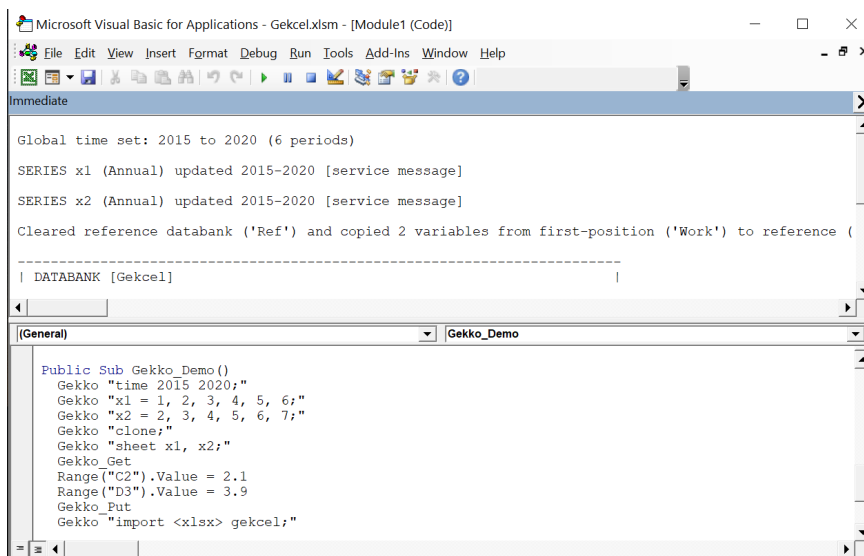 Microsoft Visual Basic for Applications - Gekcel.xlsm - [Module1 (Code)]
File Edit View Insert Format Debug Run Tools Add-Ins Window Help
Immediate
Global time set: 2015 to 2020 (6 periods)
SERIES x1 (Annual) updated 2015-2020 [service message]
SERIES x2 (Annual) updated 2015-2020 [service message]
Cleared reference databank ('Ref') and copied 2 variables from first-position ('Work') to reference (
---------------------------------------------------------------------------
| DATABANK [Gekcel] |
(General) Gekko_Demo
Public Sub Gekko_Demo()
Gekko "time 2015 2020;"
Gekko "x1 = 1, 2, 3, 4, 5, 6;"
Gekko "x2 = 2, 3, 4, 5, 6, 7;"
Gekko "clone;"
Gekko "sheet x1, x2;"
Gekko_Get
Range("C2").Value = 2.1
Range("D3").Value = 3.9
Gekko_Put
Gekko "import <xlsx> gekcel;"